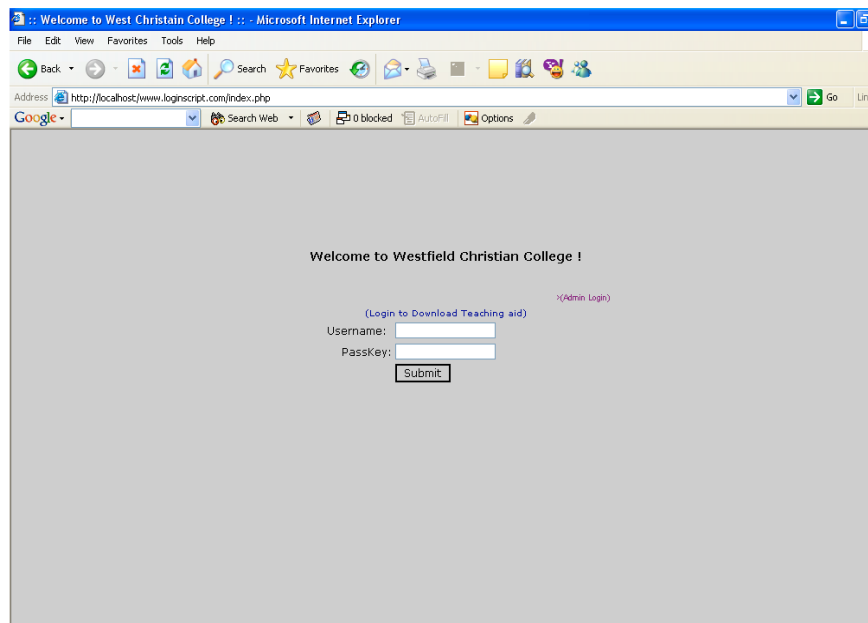 :: Welcome to West Christain College ! :: - Microsoft Internet Explorer
File Edit View Favorites Tools Help
Back Search Favorites
Address http://localhost/www.loginscript.com/index.php Go Lin
Google Search Web 0 blocked AutoFill Options
Welcome to Westfield Christian College !
>(Admin Login)
(Login to Download Teaching aid)
Username:
PassKey:
Submit